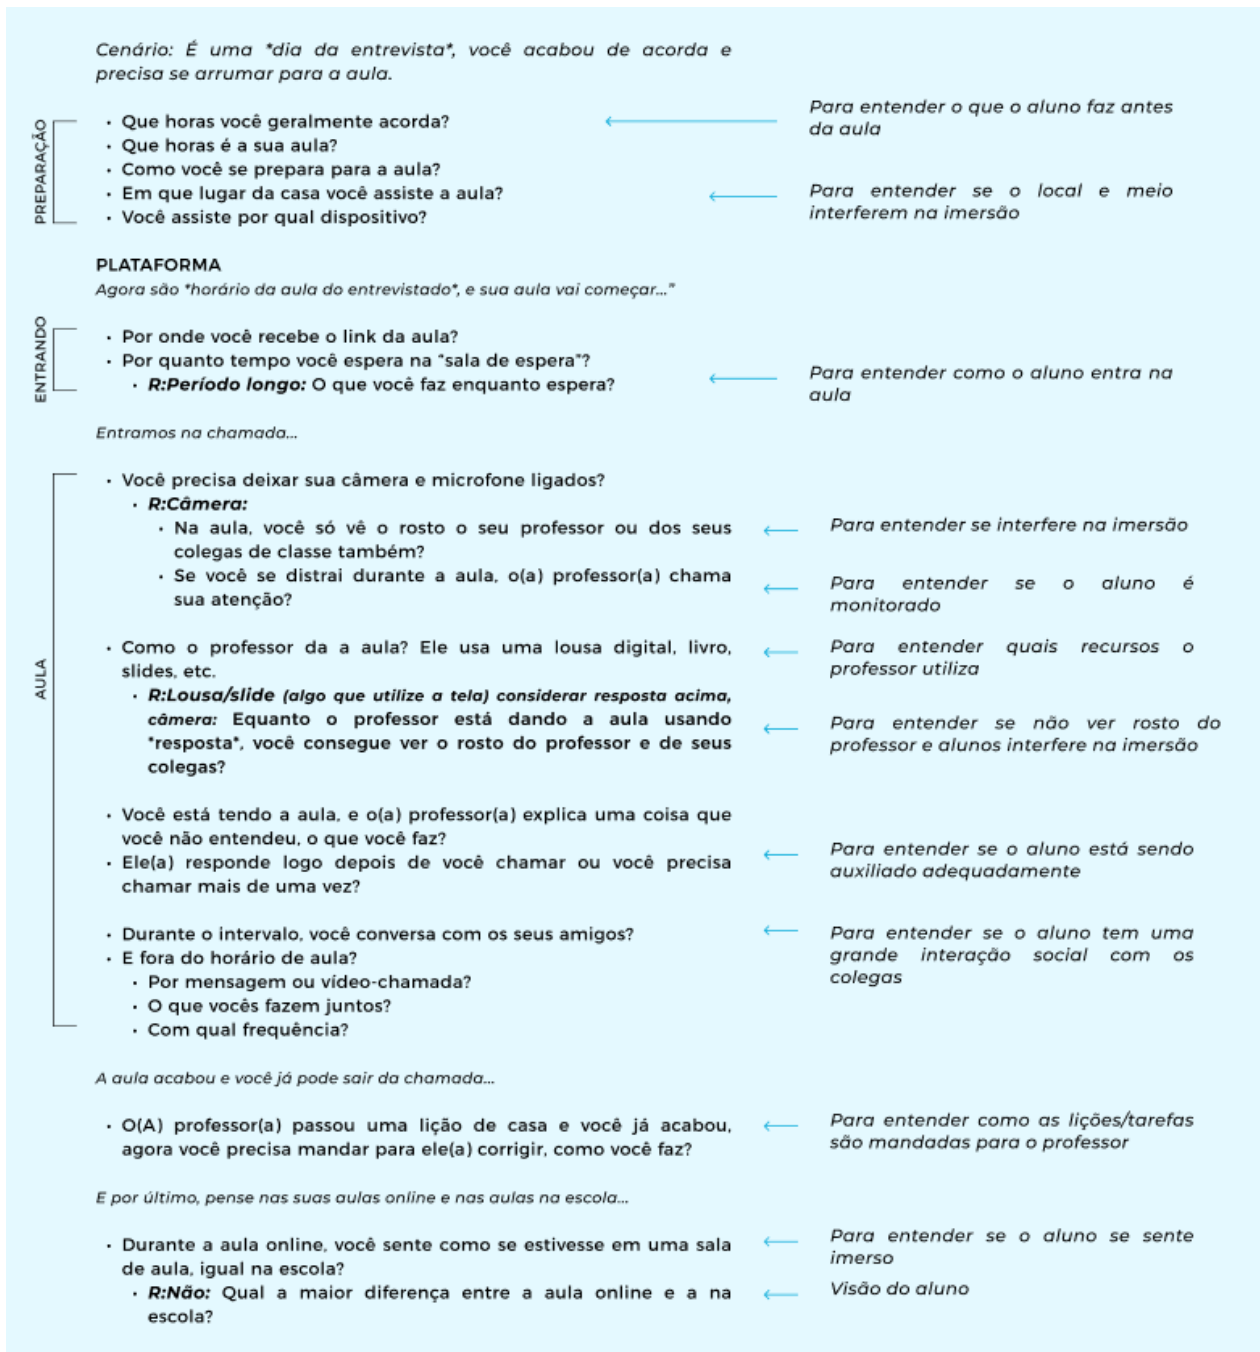 Cenário: É uma *dia da entrevista*, você acabou de acorda e
precisa se arrumar para a aula.
PREPARAÇÃO
• Que horas você geralmente acorda?
Para entender o que o aluno faz antes
da aula
• Que horas é a sua aula?
• Como você se prepara para a aula?
• Em que lugar da casa você assiste a aula?
Para entender se o local e meio
interferem na imersão
• Você assiste por qual dispositivo?
PLATAFORMA
Agora são *horário da aula do entrevistado*, e sua aula vai começar..."
ENTRANDO
• Por onde você recebe o link da aula?
• Por quanto tempo você espera na "sala de espera"?
• R:Período longo: O que você faz enquanto espera?
Para entender como o aluno entra na
aula
Entramos na chamada...
AULA
• Você precisa deixar sua câmera e microfone ligados?
• R:Câmera:
• Na aula, você só vê o rosto o seu professor ou dos seus
colegas de classe também?
Para entender se interfere na imersão
• Se você se distrai durante a aula, o(a) professor(a) chama
sua atenção?
Para entender se o aluno é
monitorado
• Como o professor da a aula? Ele usa uma lousa digital, livro,
slides, etc.
Para entender quais recursos o
professor utiliza
• R:Lousa/slide (algo que utilize a tela) considerar resposta acima,
câmera: Equanto o professor está dando a aula usando
*resposta*, você consegue ver o rosto do professor e de seus
colegas?
Para entender se não ver rosto do
professor e alunos interfere na imersão
• Você está tendo a aula, e o(a) professor(a) explica uma coisa que
você não entendeu, o que você faz?
• Ele(a) responde logo depois de você chamar ou você precisa
chamar mais de uma vez?
Para entender se o aluno está sendo
auxiliado adequadamente
• Durante o intervalo, você conversa com os seus amigos?
Para entender se o aluno tem uma
grande interação social com os
colegas
• E fora do horário de aula?
• Por mensagem ou vídeo-chamada?
• O que vocês fazem juntos?
• Com qual frequência?
A aula acabou e você já pode sair da chamada...
• O(A) professor(a) passou uma lição de casa e você já acabou,
agora você precisa mandar para ele(a) corrigir, como você faz?
Para entender como as lições/tarefas
são mandadas para o professor
E por último, pense nas suas aulas online e nas aulas na escola...
• Durante a aula online, você sente como se estivesse em uma sala
de aula, igual na escola?
Para entender se o aluno se sente
imerso
• R:Não: Qual a maior diferença entre a aula online e a na
escola?
Visão do aluno